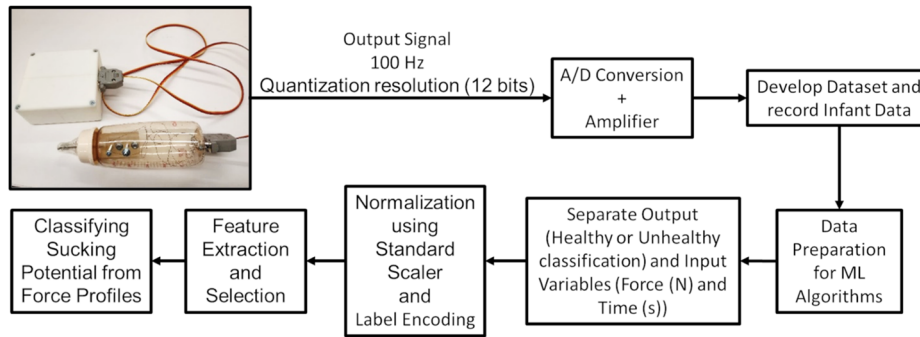 Output Signal
100 Hz
Quantization resolution (12 bits)
A/D Conversion
+
Amplifier
Develop Dataset and
record Infant Data
Data
Preparation
for ML
Algorithms
Separate Output
(Healthy or Unhealthy
classification) and Input
Variables (Force (N) and
Time (s))
Normalization
using
Standard
Scaler
and
Label Encoding
Feature
Extraction
and
Selection
Classifying
Sucking
Potential from
Force Profiles